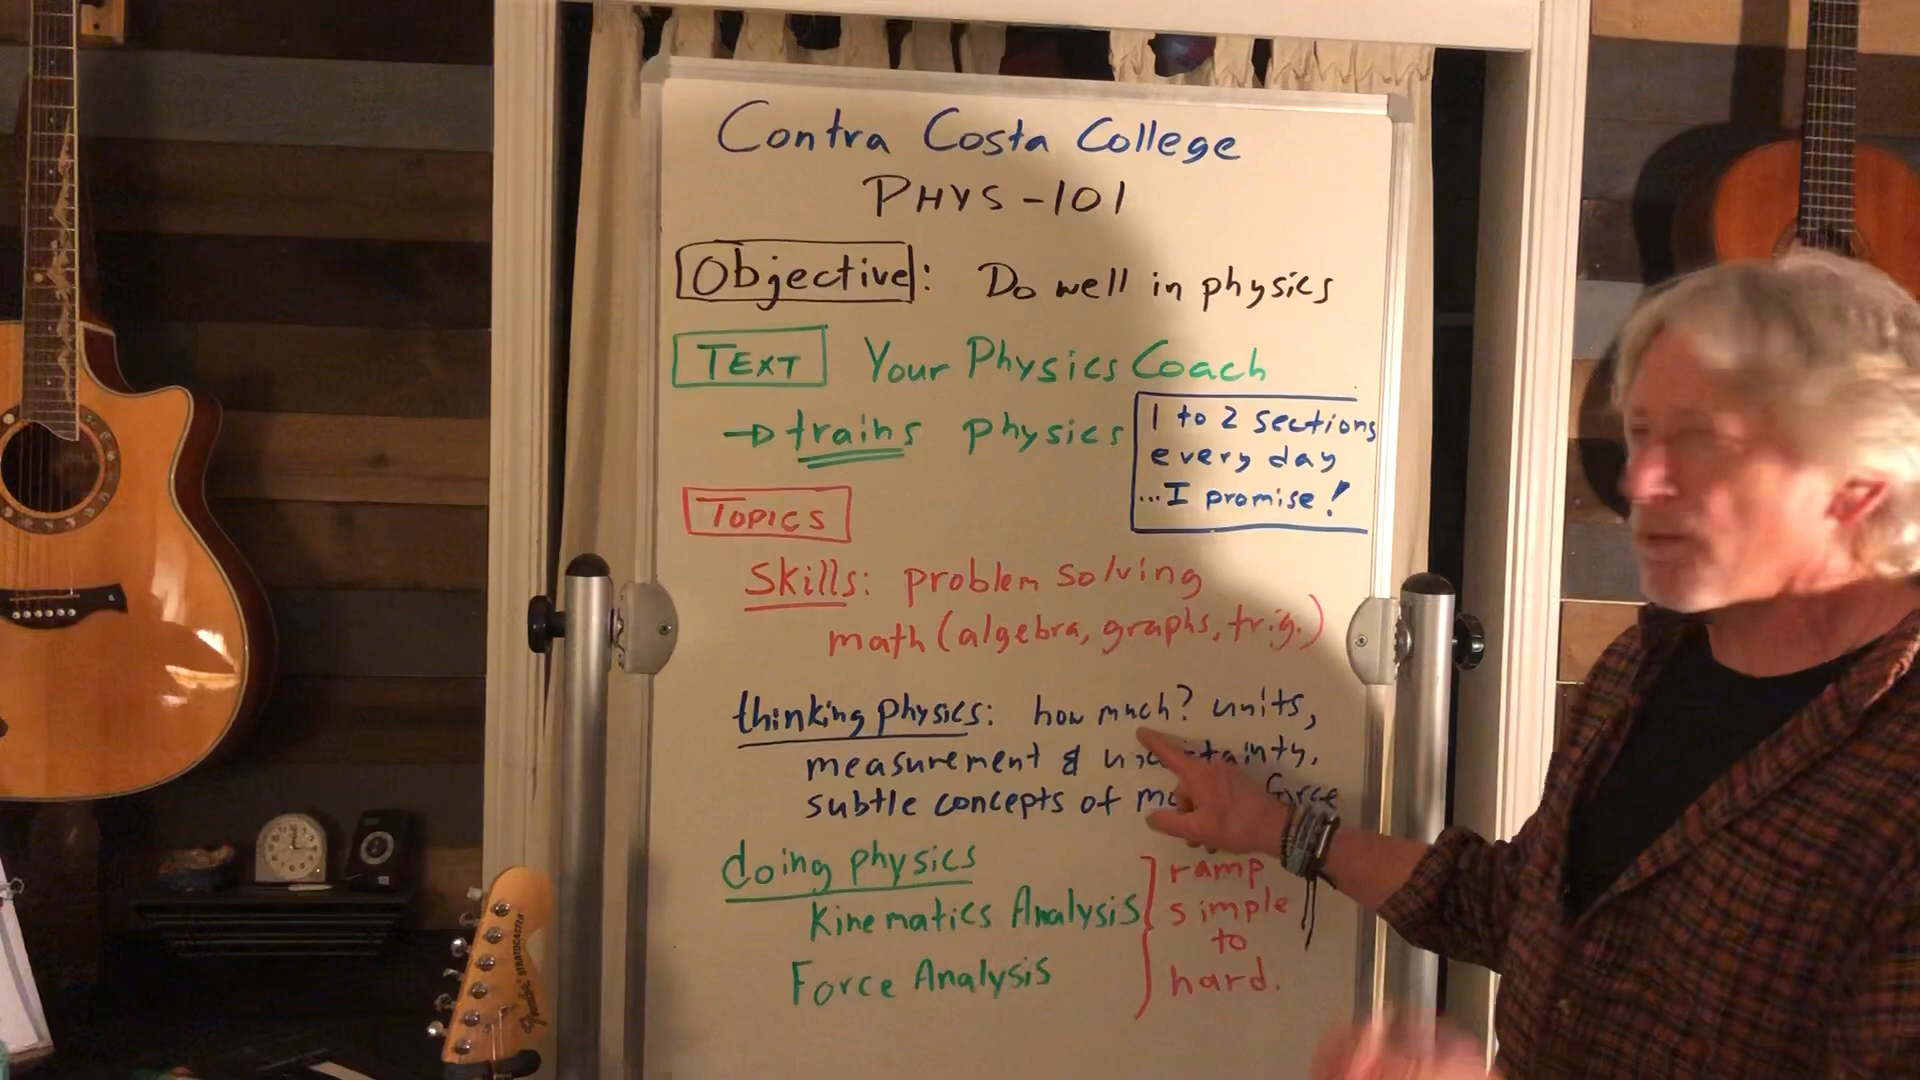 Contra Costa College
PHYS-101
Objective: Do well in physics
TEXT Your Physics Coach
→ trains physics
1 to 2 sections
every day
...I promise!
TOPICS
Skills: problem solving
math (algebra, graphs, trig.)
thinking physics: how much? units,
measurement &
subtle concepts of force
doing physics
Kinematics Analysis
Force Analysis
ramp
simple
to
hard.
Fender STRATOCASTER